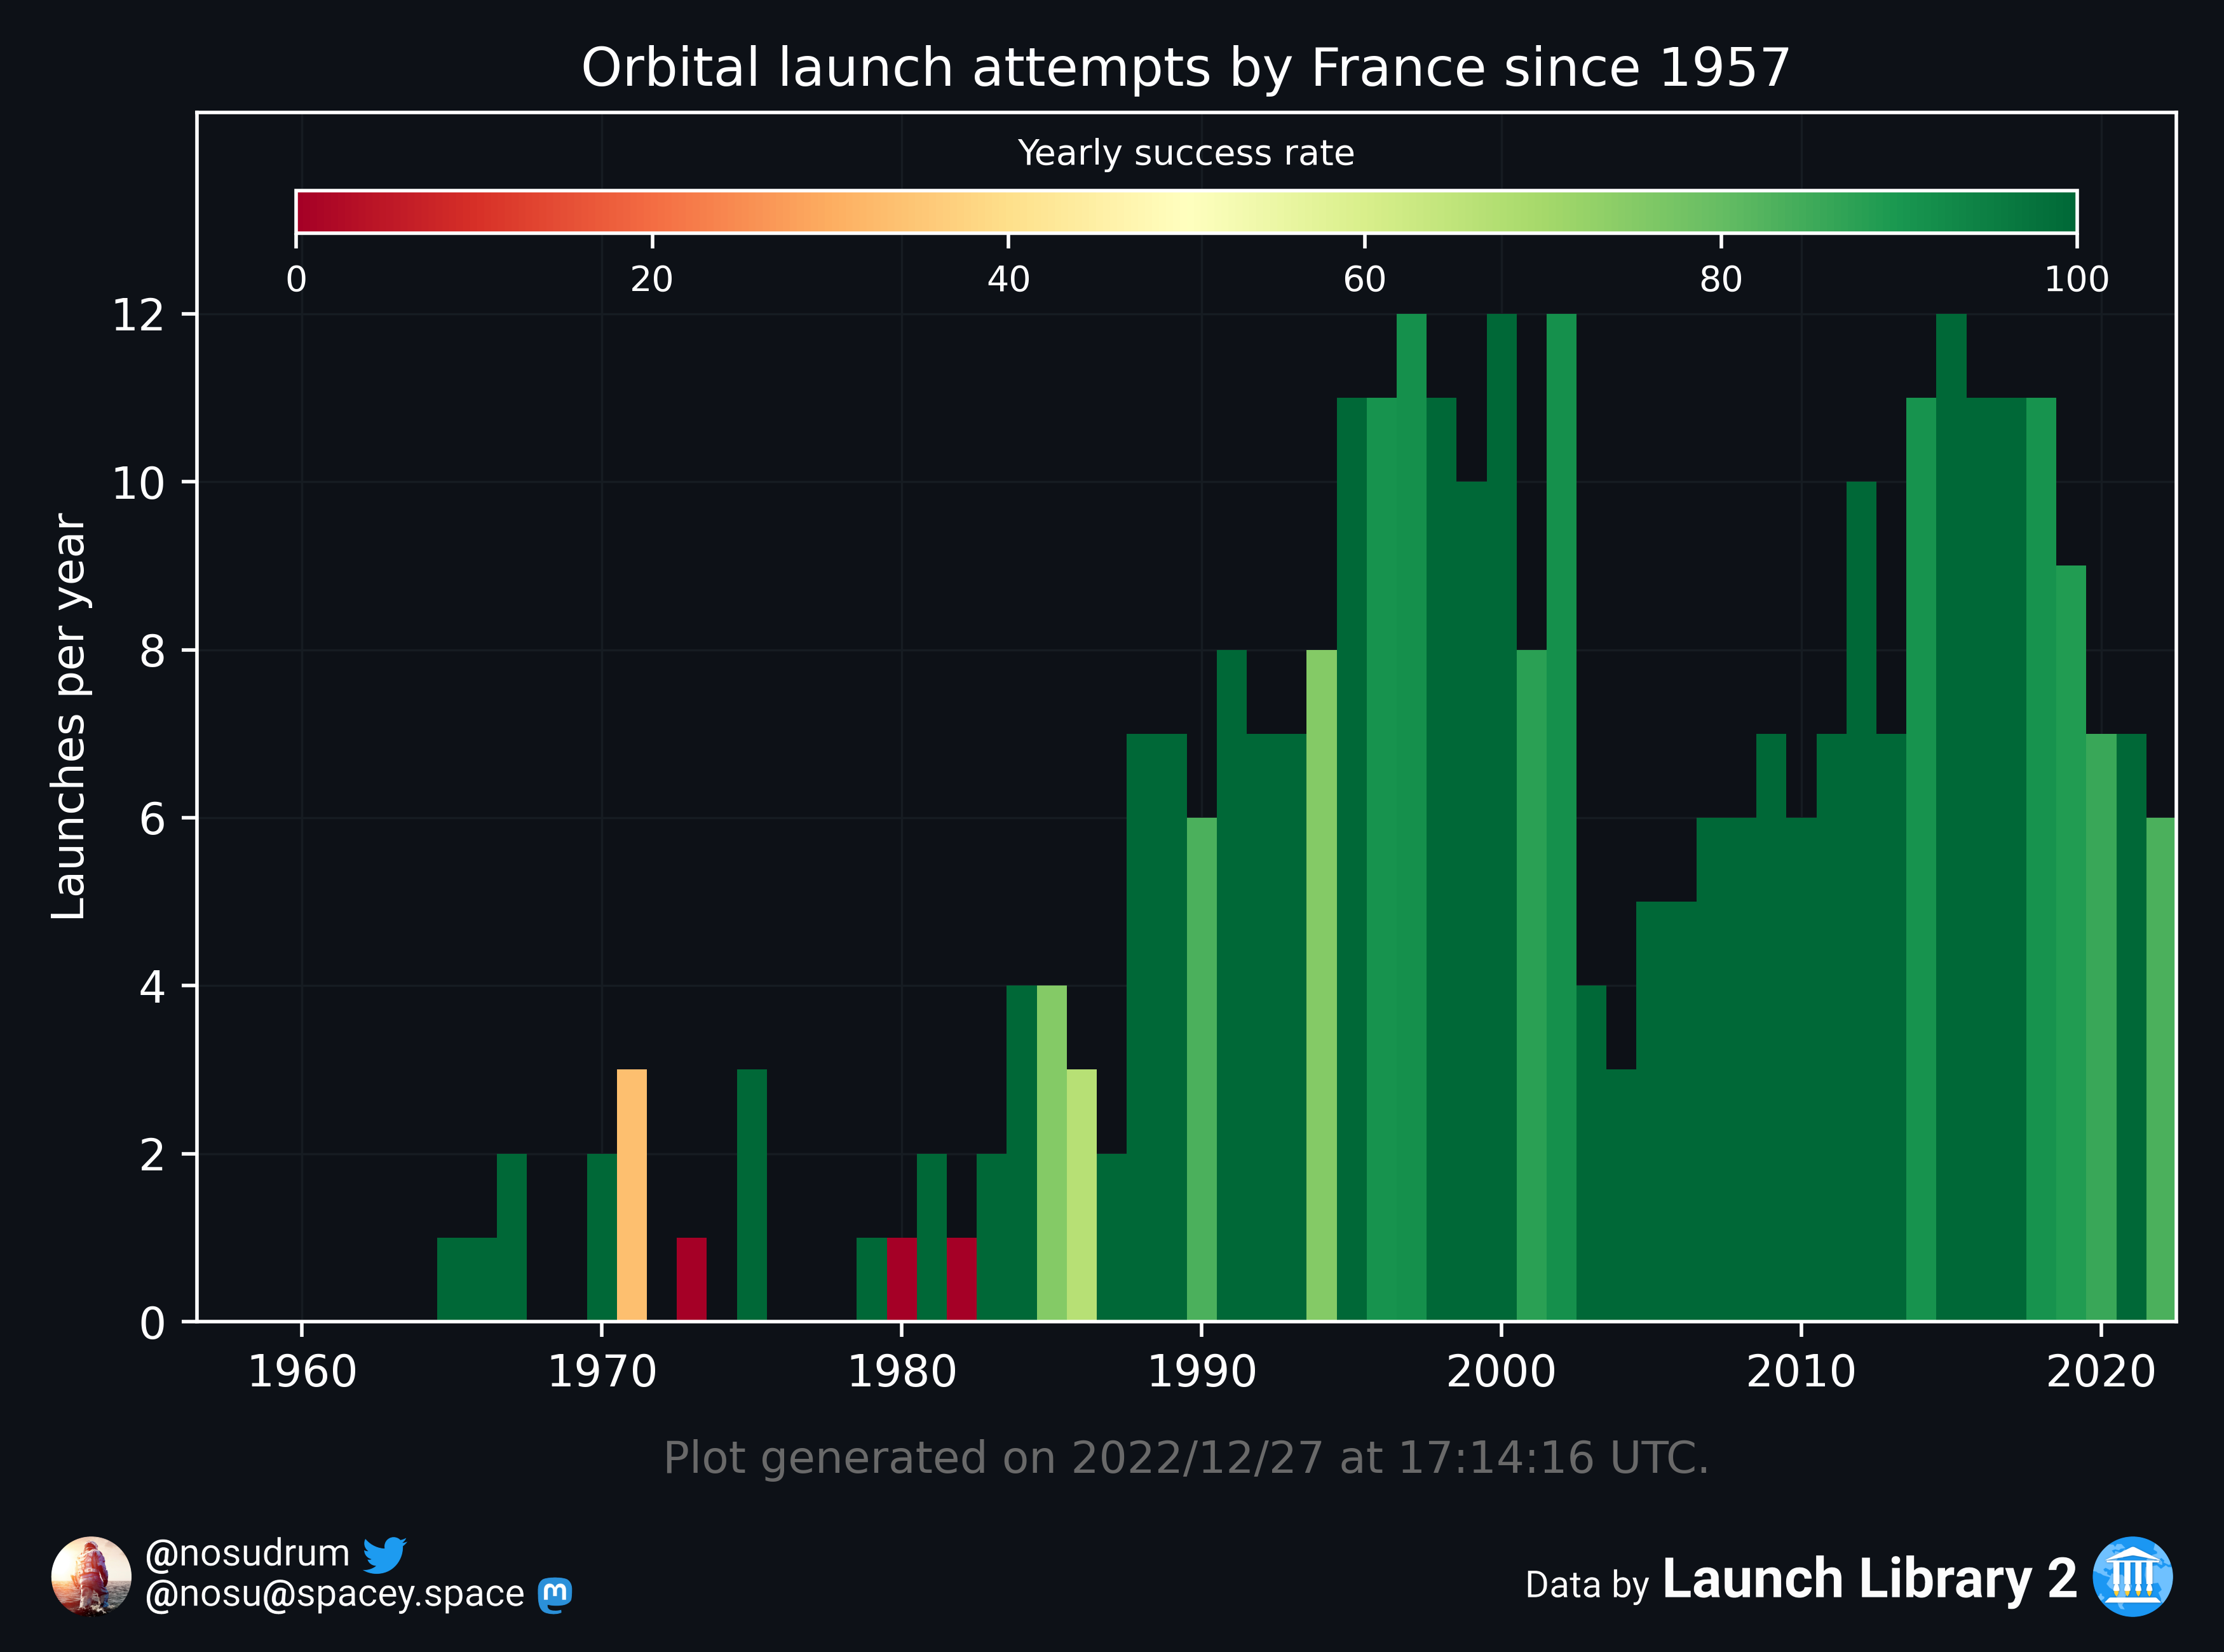 Orbital launch attempts by France since 1957
Yearly success rate
0 20 40 60 80 100
12
10
8
6
4
2
0
Launches per year
1960 1970 1980 1990 2000 2010 2020
Plot generated on 2022/12/27 at 17:14:16 UTC.
@nosudrum
@nosu@spacey.space
Data by Launch Library 2